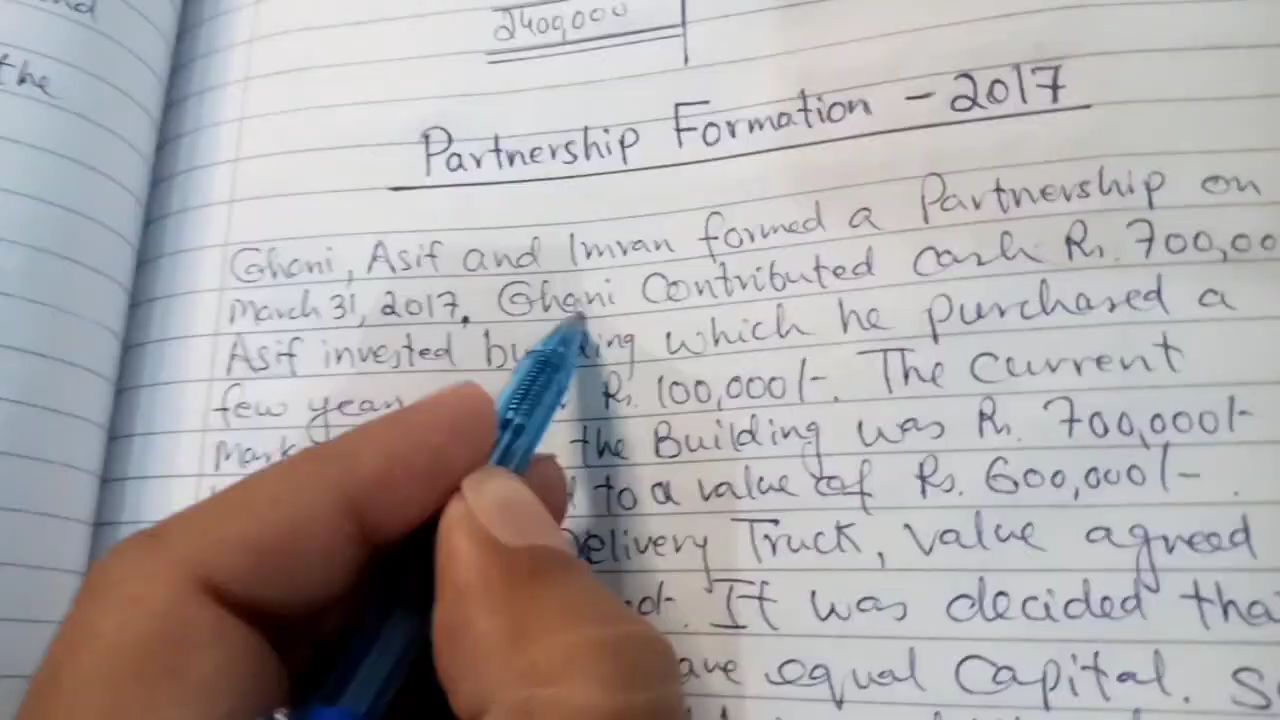 the
2400,000
Partnership Formation - 2017
Ghani, Asif and Imran formed a Partnership on
March 31, 2017. Ghani Contributed cash Rs. 700,00
Asif invested which he purchased a
few years Rs. 100,000/-. The Current
the Building was Rs. 700,000/-
to a value of Rs. 600,000/-.
Delivery Truck, value agreed
It was decided tha
equal Capital.